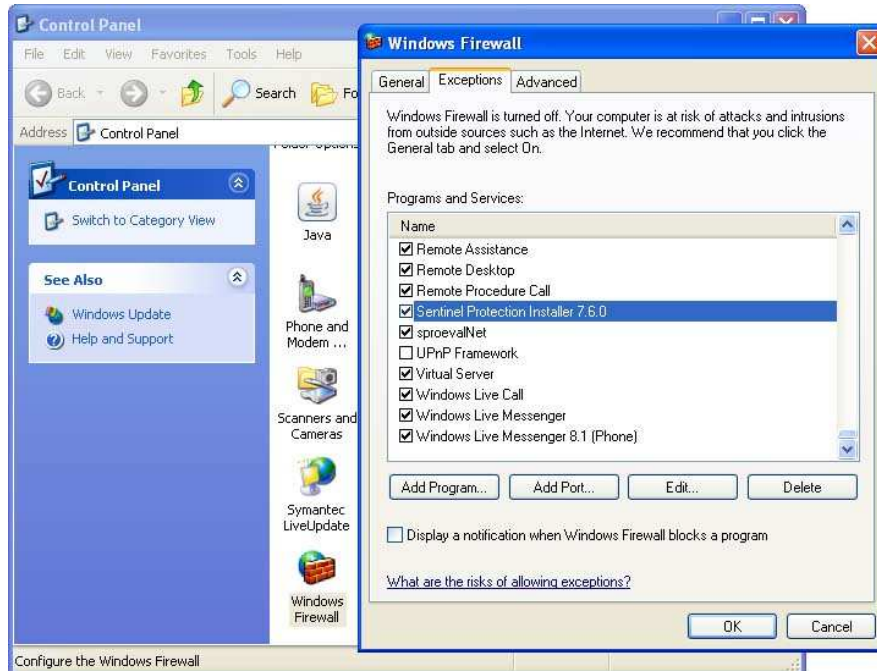 Control Panel
File Edit View Favorites Tools Help
Back Search Fo
Address Control Panel
Control Panel
Switch to Category View
See Also
Windows Update
Help and Support
Folder Options
Java
Phone and
Modem ...
Scanners and
Cameras
Symantec
LiveUpdate
Windows
Firewall
Configure the Windows Firewall
Windows Firewall
General Exceptions Advanced
Windows Firewall is turned off. Your computer is at risk of attacks and intrusions
from outside sources such as the Internet. We recommend that you click the
General tab and select On.
Programs and Services:
Name
Remote Assistance
Remote Desktop
Remote Procedure Call
Sentinel Protection Installer 7.6.0
sproevalNet
UPnP Framework
Virtual Server
Windows Live Call
Windows Live Messenger
Windows Live Messenger 8.1 (Phone)
Add Program... Add Port... Edit... Delete
Display a notification when Windows Firewall blocks a program
What are the risks of allowing exceptions?
OK Cancel